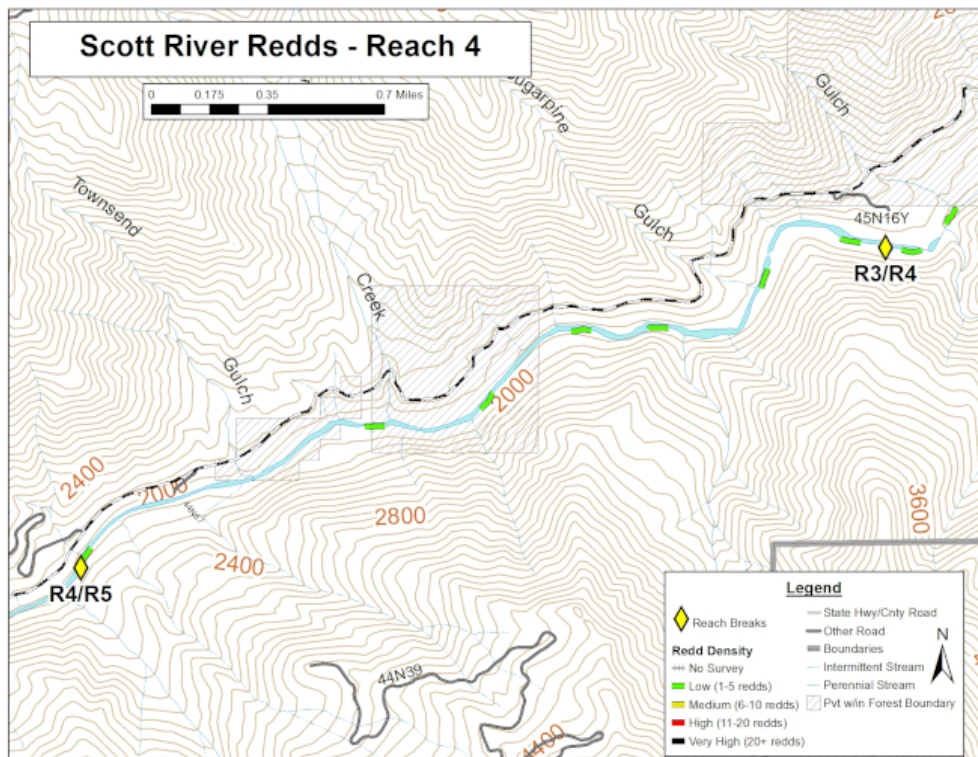 Scott River Redds - Reach 4
0 0.175 0.35 0.7 Miles
Sugarpine
Gulch
Townsend
Gulch
Creek
Gulch
45N16Y
R3/R4
2000
2400
2000
2800
3600
2400
R4/R5
44N39
4400
Legend
Reach Breaks
Redd Density
No Survey
Low (1-5 redds)
Medium (6-10 redds)
High (11-20 redds)
Very High (20+ redds)
State Hwy/Cnty Road
Other Road
Boundaries
Intermittent Stream
Perennial Stream
Pvt w/in Forest Boundary
N